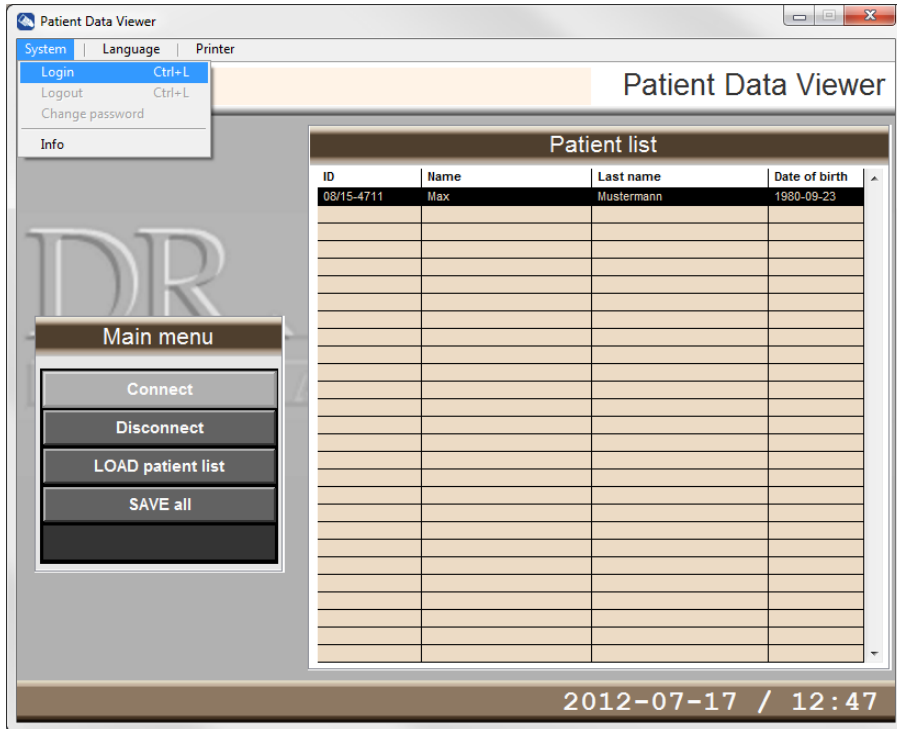 Patient Data Viewer
System | Language | Printer
Login Ctrl+L
Logout Ctrl+L
Change password
Info
Patient Data Viewer
Patient list
ID Name Last name Date of birth
08/15-4711 Max Mustermann 1980-09-23
DR
Main menu
Connect
Disconnect
LOAD patient list
SAVE all
2012-07-17 / 12:47